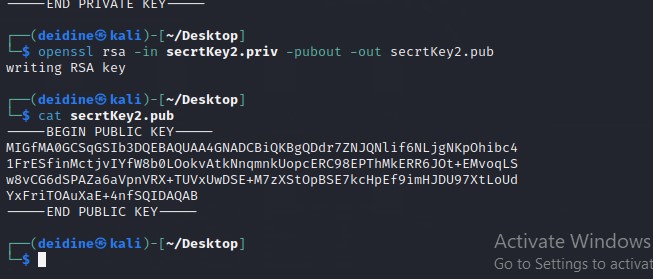 -----END PRIVATE KEY-----
┌──(deidine㉿kali)-[~/Desktop]
└─$ openssl rsa -in secrtKey2.priv -pubout -out secrtKey2.pub
writing RSA key
┌──(deidine㉿kali)-[~/Desktop]
└─$ cat secrtKey2.pub
-----BEGIN PUBLIC KEY-----
MIGfMA0GCSqGSIb3DQEBAQUAA4GNADCBiQKBgQDdr7ZNJQNlif6NLjgNKpOhibc4
1FrESfinMctjvIYfW8b0LOokvAtkNnqmnkUopcERC98EPThMkERR6JOt+EMvoqLS
w8vCG6dSPAZa6aVpnVRX+TUVxUwDSE+M7zXStOpBSE7kcHpEf9imHJDU97XtLoUd
YxFriTOAuXaE+4nfSQIDAQAB
-----END PUBLIC KEY-----
┌──(deidine㉿kali)-[~/Desktop]
└─$
Activate Windows
Go to Settings to activat